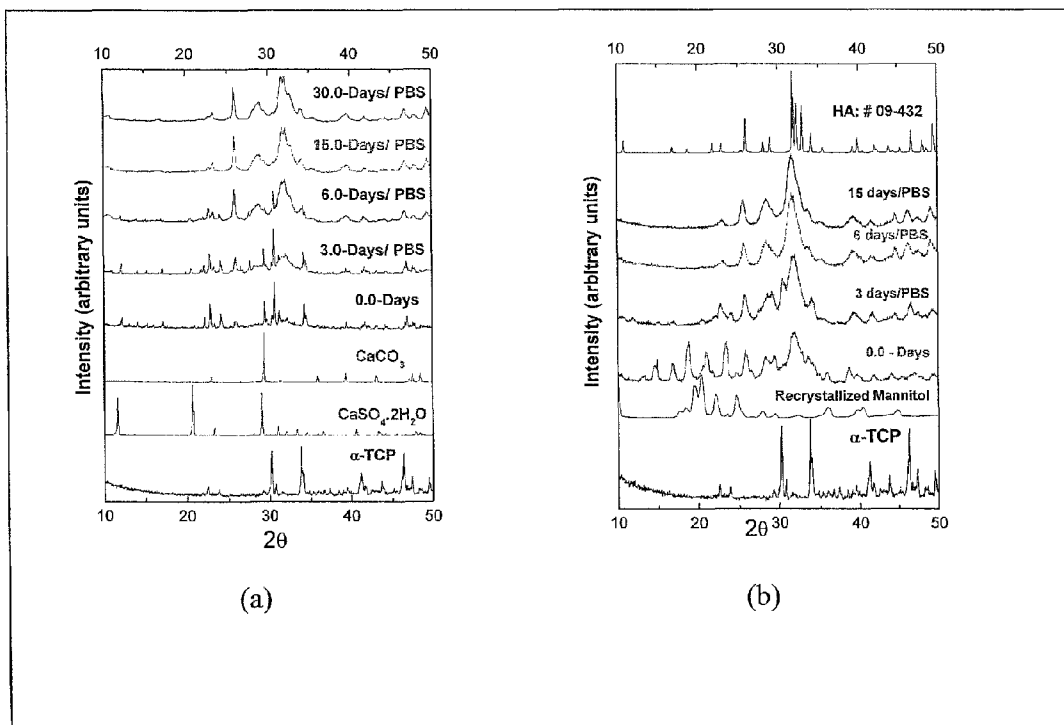 10 20 30 40 50
30.0-Days/ PBS
15.0-Days/ PBS
6.0-Days/ PBS
3.0-Days/ PBS
0.0-Days
CaCO₃
CaSO₄.2H₂O
α-TCP
Intensity (arbitrary units)
10 20 30 40 50
2θ
(a)
10 20 30 40 50
HA: # 09-432
15 days/PBS
6 days/PBS
3 days/PBS
0.0 - Days
Recrystallized Mannitol
α-TCP
Intensity (arbitrary units)
10 20 30 40 50
2θ
(b)